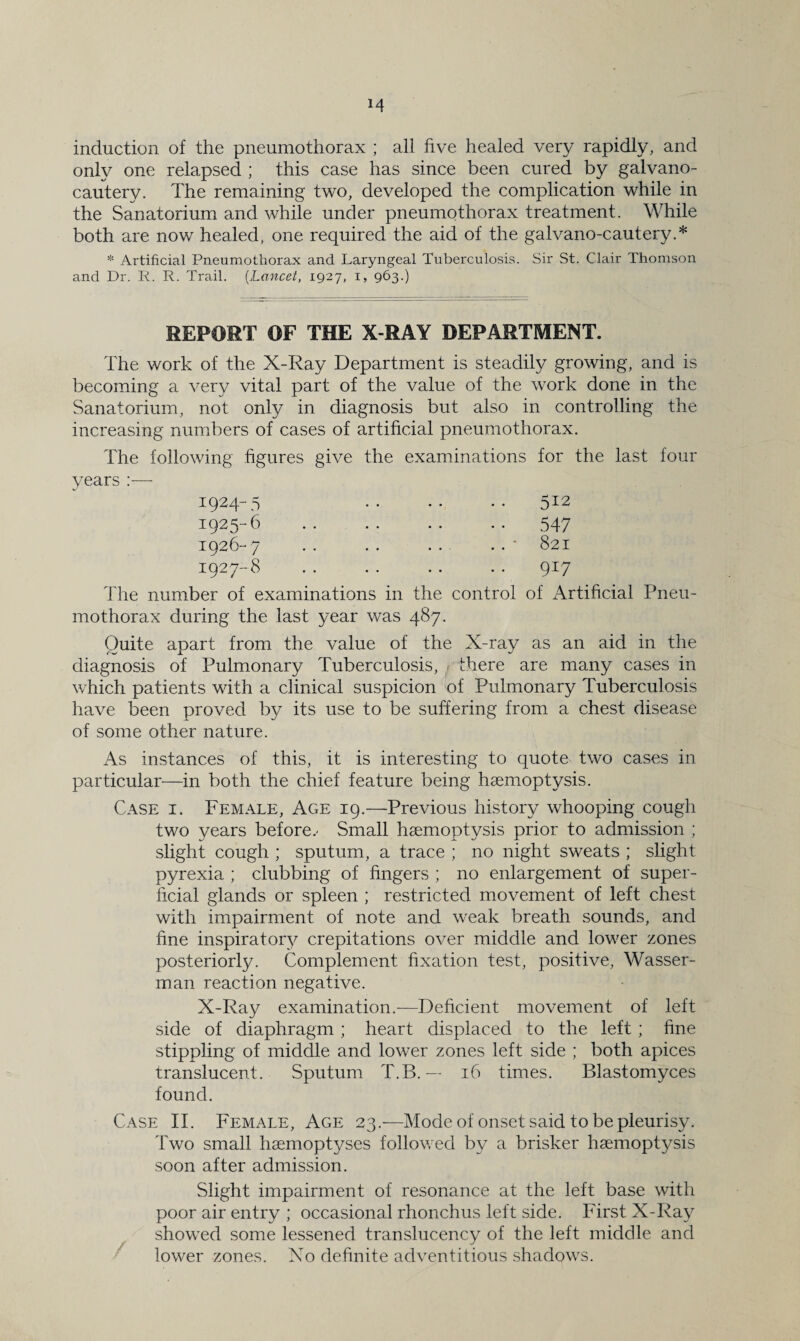 14
induction of the pneumothorax ; all five healed very rapidly, and
only one relapsed ; this case has since been cured by galvano-
cautery. The remaining two, developed the complication while in
the Sanatorium and while under pneumothorax treatment. While
both are now healed, one required the aid of the galvano-cautery.*
* Artificial Pneumothorax and Laryngeal Tuberculosis. Sir St. Clair Thomson
and Dr. R. R. Trail. (Lancet, 1927, 1, 963.)
REPORT OF THE X-RAY DEPARTMENT.
The work of the X-Ray Department is steadily growing, and is
becoming a very vital part of the value of the work done in the
Sanatorium, not only in diagnosis but also in controlling the
increasing numbers of cases of artificial pneumothorax.
The following figures give the examinations for the last four
years :—
1924-5 .. .. .. 512
1925-6 .. .. .. .. 547
1926-7 .. .. .. .. 821
1927-8 .. .. .. .. 917
The number of examinations in the control of Artificial Pneu-
mothorax during the last year was 487.
Quite apart from the value of the X-ray as an aid in the
diagnosis of Pulmonary Tuberculosis, there are many cases in
which patients with a clinical suspicion of Pulmonary Tuberculosis
have been proved by its use to be suffering from a chest disease
of some other nature.
As instances of this, it is interesting to quote two cases in
particular—in both the chief feature being hæmoptysis.
Case 1. Female, Age 19.—Previous history whooping cough
two years before. Small hæmoptysis prior to admission ;
slight cough ; sputum, a trace ; no night sweats ; slight
pyrexia ; clubbing of fingers ; no enlargement of super-
ficial glands or spleen ; restricted movement of left chest
with impairment of note and weak breath sounds, and
fine inspiratory crepitations over middle and lower zones
posteriorly. Complement fixation test, positive, Wasser-
man reaction negative.
X-Ray examination.—Deficient movement of left
side of diaphragm ; heart displaced to the left ; fine
stippling of middle and lower zones left side ; both apices
translucent. Sputum T.B. — 16 times. Blastomyces
found.
Case II. Female, Age 23.—Mode of onset said to be pleurisy.
Two small hæmoptyses followed by a brisker hæmoptysis
soon after admission.
Slight impairment of resonance at the left base with
poor air entry ; occasional rhonchus left side. First X-Ray
showed some lessened translucency of the left middle and
lower zones. No definite adventitious shadows.